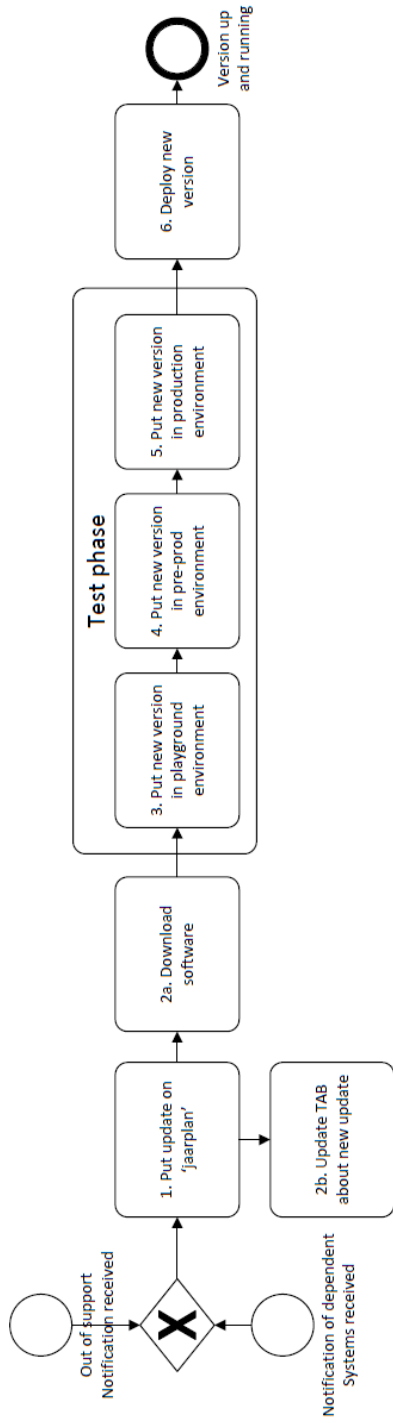 Out of support
Notification received
X
Notification of dependent
Systems received
1. Put update on
'jaarplan'
2b. Update TAB
about new update
2a. Download
software
Test phase
3. Put new version
in playground
environment
4. Put new version
in pre-prod
environment
5. Put new version
in production
environment
6. Deploy new
version
Version up
and running